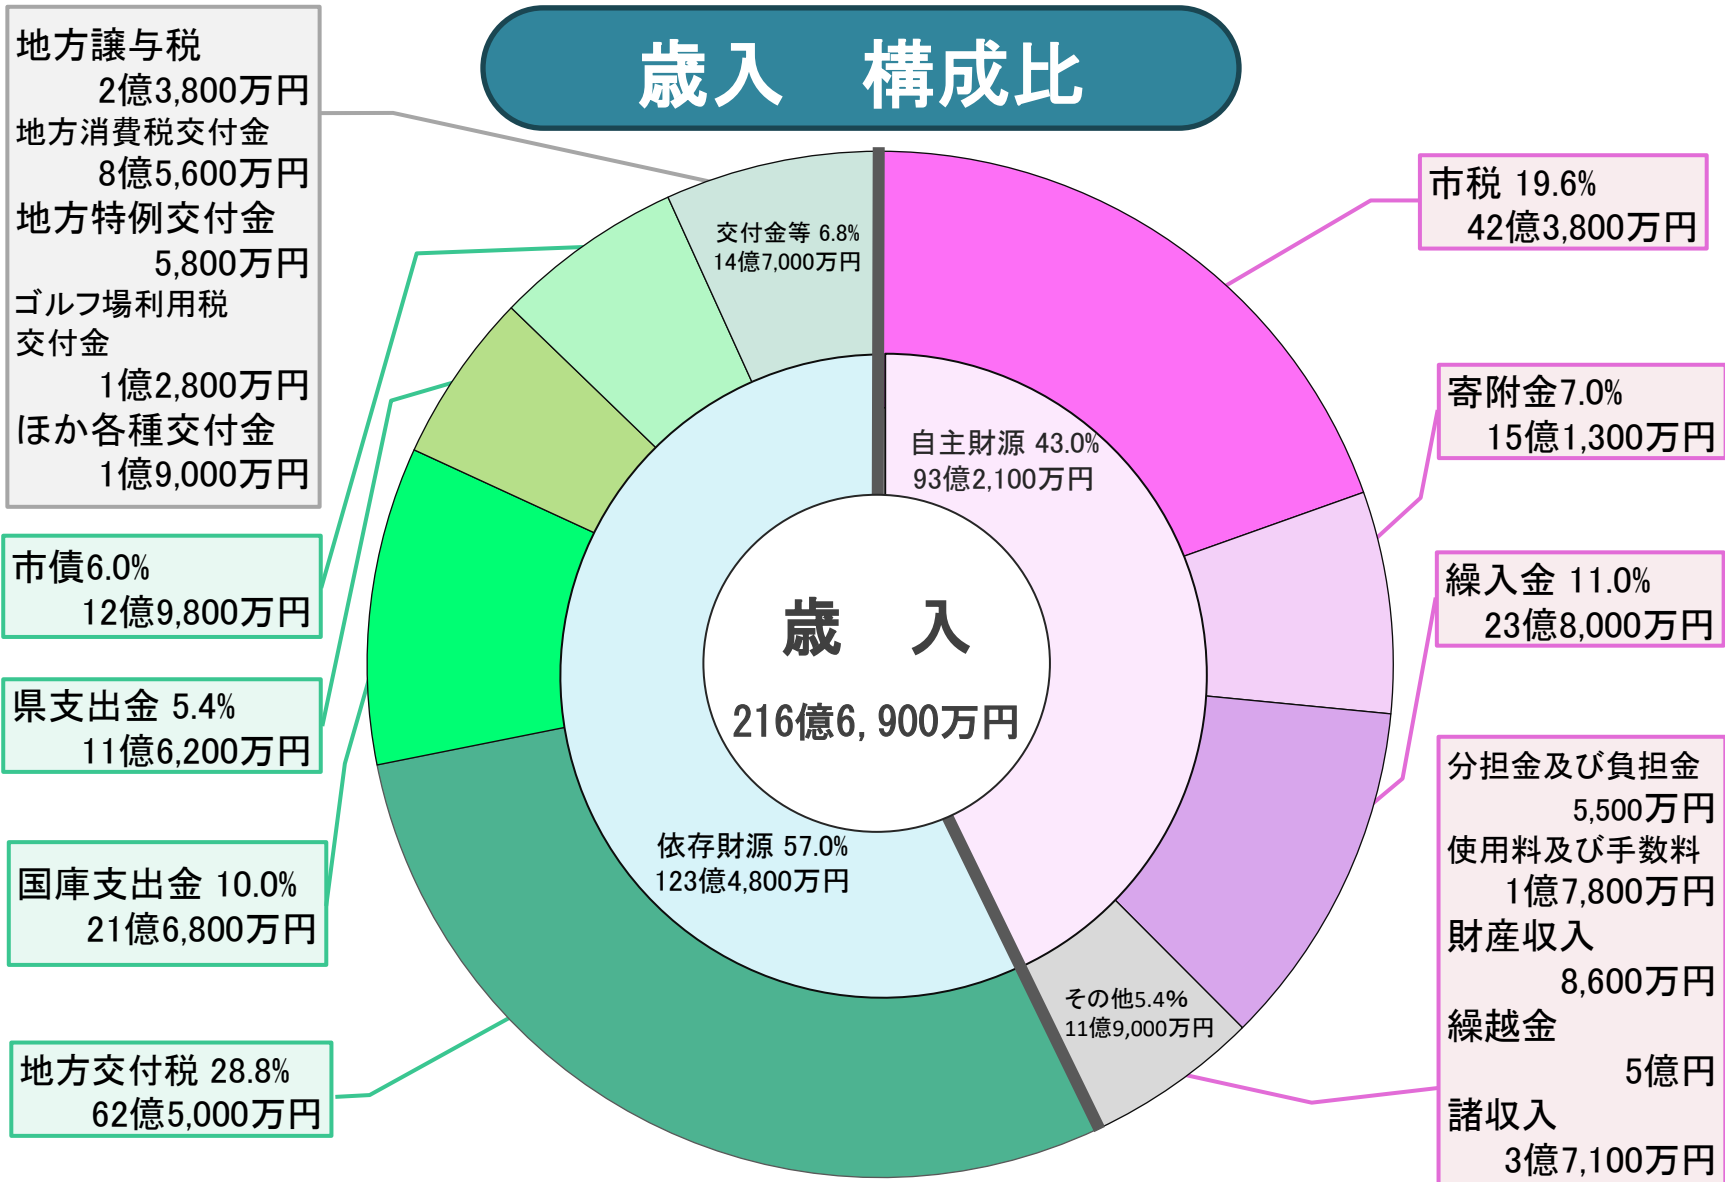 歳入 構成比
地方譲与税
2億3,800万円
地方消費税交付金
8億5,600万円
地方特例交付金
5,800万円
ゴルフ場利用税
交付金
1億2,800万円
ほか各種交付金
1億9,000万円
市債6.0%
12億9,800万円
県支出金 5.4%
11億6,200万円
国庫支出金 10.0%
21億6,800万円
地方交付税 28.8%
62億5,000万円
交付金等 6.8%
14億7,000万円
自主財源 43.0%
93億2,100万円
歳 入
216億6,900万円
依存財源 57.0%
123億4,800万円
その他5.4%
11億9,000万円
市税 19.6%
42億3,800万円
寄附金7.0%
15億1,300万円
繰入金 11.0%
23億8,000万円
分担金及び負担金
5,500万円
使用料及び手数料
1億7,800万円
財産収入
8,600万円
繰越金
5億円
諸収入
3億7,100万円